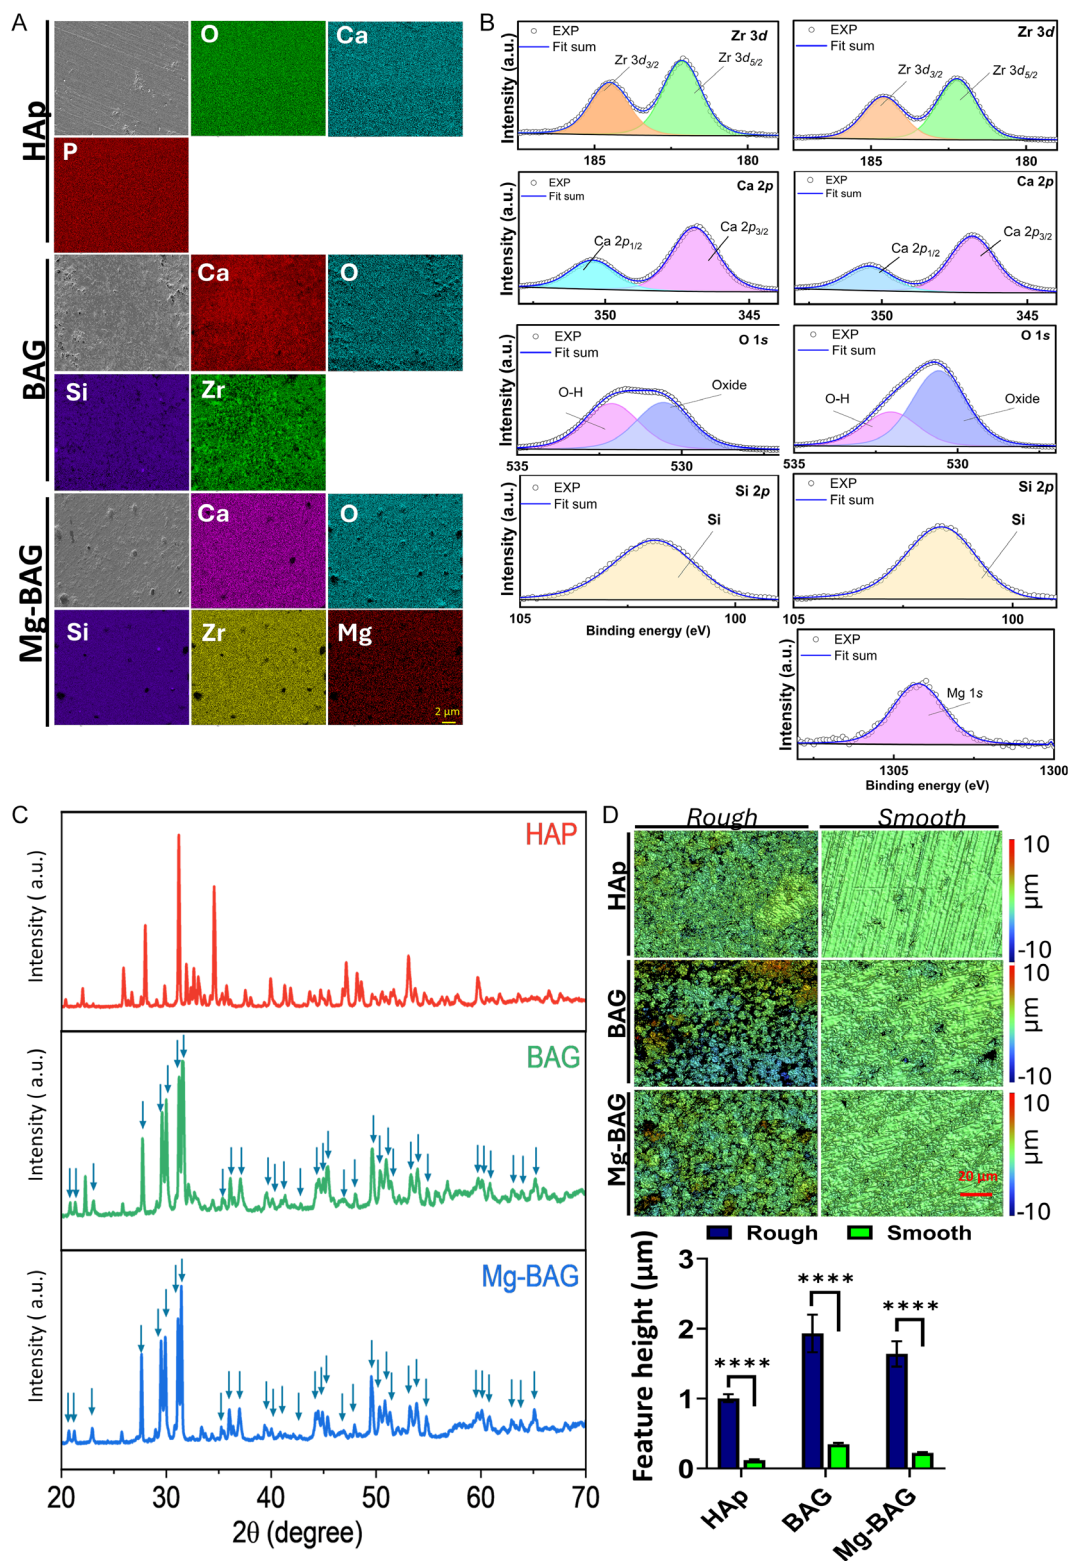 A
HAp
O
Ca
P
BAG
Ca
O
Si
Zr
Mg-BAG
Ca
O
Si
Zr
Mg
2 µm
B
Intensity (a.u.)
EXP
Fit sum
Zr 3d
Zr 3d3/2
Zr 3d5/2
185
180
EXP
Fit sum
Zr 3d
Zr 3d3/2
Zr 3d5/2
185
180
Intensity (a.u.)
EXP
Fit sum
Ca 2p
Ca 2p1/2
Ca 2p3/2
350
345
EXP
Fit sum
Ca 2p
Ca 2p1/2
Ca 2p3/2
350
345
Intensity (a.u.)
EXP
Fit sum
O 1s
O-H
Oxide
535
530
EXP
Fit sum
O 1s
O-H
Oxide
535
530
Intensity (a.u.)
EXP
Fit sum
Si 2p
Si
105
100
Binding energy (eV)
EXP
Fit sum
Si 2p
Si
105
100
Intensity (a.u.)
EXP
Fit sum
Mg 1s
1305
1300
Binding energy (eV)
C
Intensity ( a.u.)
HAP
Intensity ( a.u.)
BAG
Intensity ( a.u.)
Mg-BAG
20 30 40 50 60 70
2θ (degree)
D
Rough Smooth
HAp
10
µm
-10
BAG
10
µm
-10
Mg-BAG
20 µm
10
µm
-10
Rough Smooth
Feature height (µm)
3
2
1
0
****
****
****
HAp
BAG
Mg-BAG